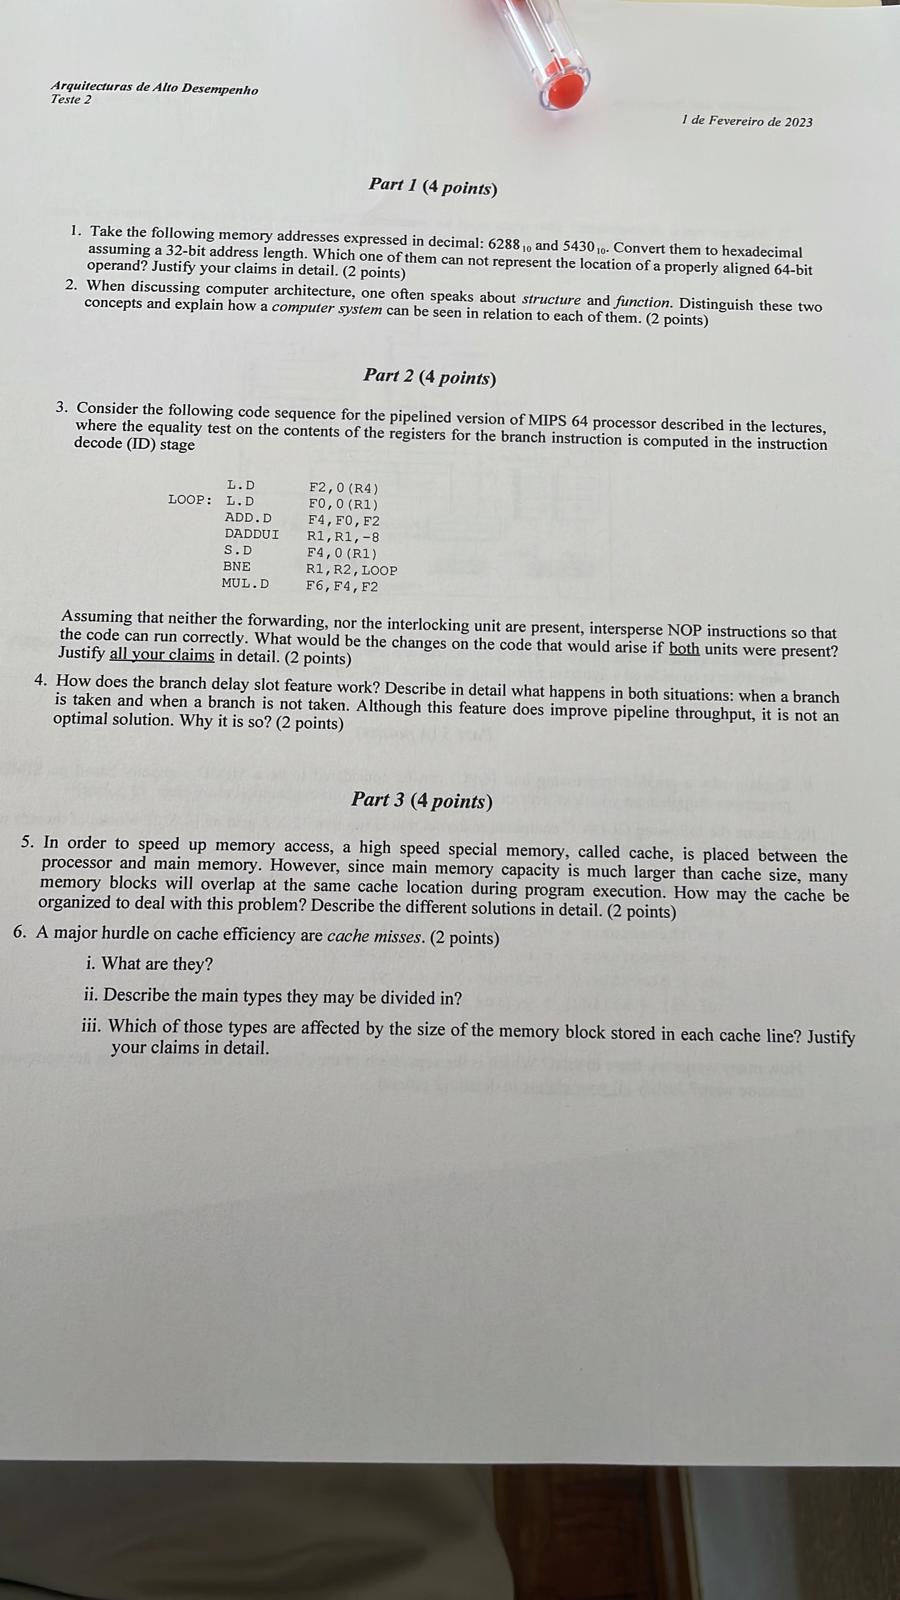 Arquitecturas de Alto Desempenho
Teste 2
1 de Fevereiro de 2023
Part 1 (4 points)
1. Take the following memory addresses expressed in decimal: 6288₁₀ and 5430₁₀. Convert them to hexadecimal
assuming a 32-bit address length. Which one of them can not represent the location of a properly aligned 64-bit
operand? Justify your claims in detail. (2 points)
2. When discussing computer architecture, one often speaks about structure and function. Distinguish these two
concepts and explain how a computer system can be seen in relation to each of them. (2 points)
Part 2 (4 points)
3. Consider the following code sequence for the pipelined version of MIPS 64 processor described in the lectures,
where the equality test on the contents of the registers for the branch instruction is computed in the instruction
decode (ID) stage
L.D F2,0(R4)
LOOP: L.D F0,0(R1)
ADD.D F4,F0,F2
DADDUI R1,R1,-8
S.D F4,0(R1)
BNE R1,R2,LOOP
MUL.D F6,F4,F2
Assuming that neither the forwarding, nor the interlocking unit are present, intersperse NOP instructions so that
the code can run correctly. What would be the changes on the code that would arise if both units were present?
Justify all your claims in detail. (2 points)
4. How does the branch delay slot feature work? Describe in detail what happens in both situations: when a branch
is taken and when a branch is not taken. Although this feature does improve pipeline throughput, it is not an
optimal solution. Why it is so? (2 points)
Part 3 (4 points)
5. In order to speed up memory access, a high speed special memory, called cache, is placed between the
processor and main memory. However, since main memory capacity is much larger than cache size, many
memory blocks will overlap at the same cache location during program execution. How may the cache be
organized to deal with this problem? Describe the different solutions in detail. (2 points)
6. A major hurdle on cache efficiency are cache misses. (2 points)
i. What are they?
ii. Describe the main types they may be divided in?
iii. Which of those types are affected by the size of the memory block stored in each cache line? Justify
your claims in detail.